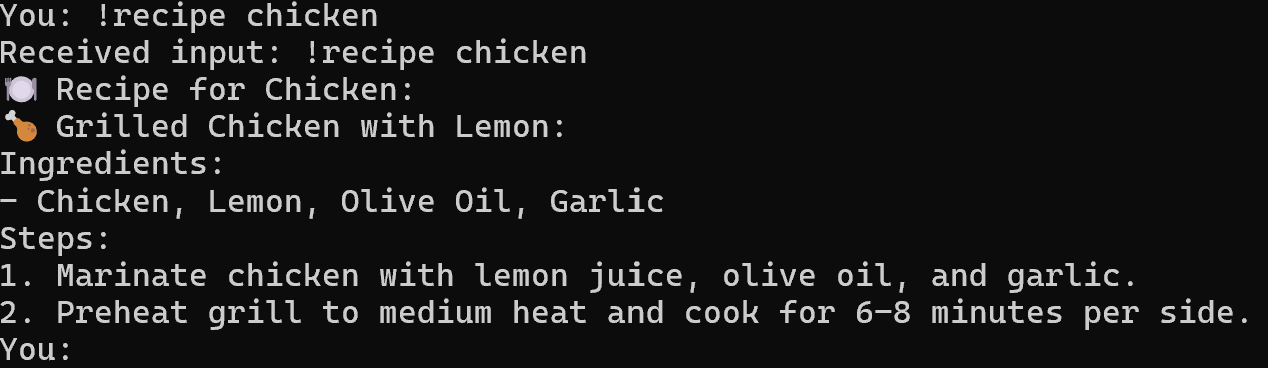 You: !recipe chicken
Received input: !recipe chicken
🍽️ Recipe for Chicken:
🍗 Grilled Chicken with Lemon:
Ingredients:
- Chicken, Lemon, Olive Oil, Garlic
Steps:
1. Marinate chicken with lemon juice, olive oil, and garlic.
2. Preheat grill to medium heat and cook for 6-8 minutes per side.
You: